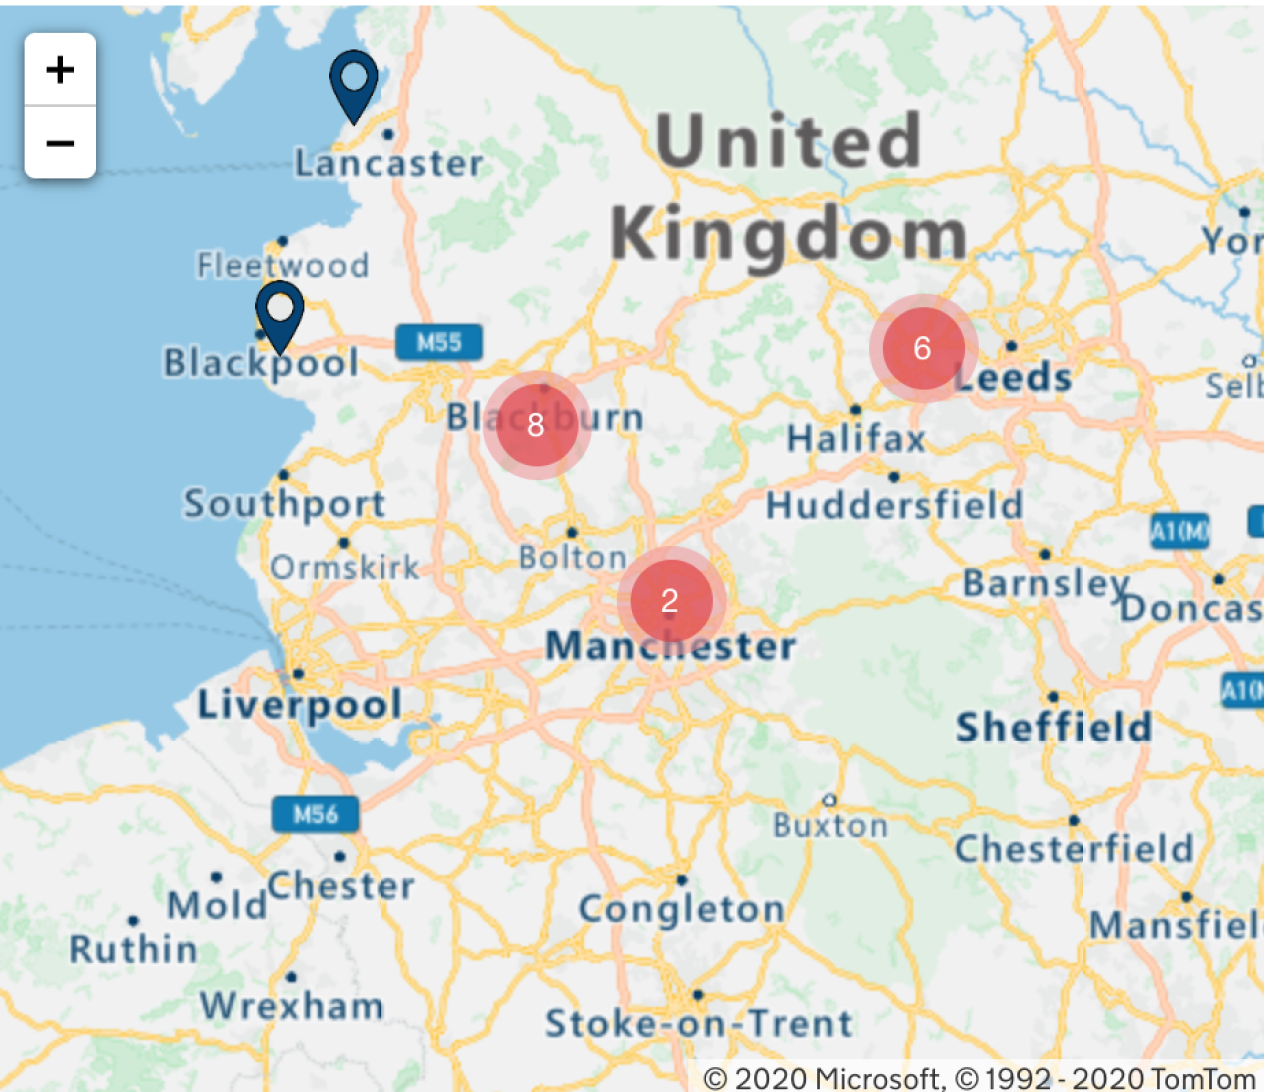 +
−
Lancaster
United
Kingdom
Yor
Fleetwood
M55
6
Blackpool
Leeds
Selb
Blackburn
8
Halifax
Southport
Huddersfield
A1(M)
Bolton
Ormskirk
Barnsley
Doncas
2
Manchester
A1(M
Liverpool
Sheffield
M56
Buxton
Chesterfield
Chester
Mold
Congleton
Mansfiel
Ruthin
Wrexham
Stoke-on-Trent
© 2020 Microsoft, © 1992 - 2020 TomTom